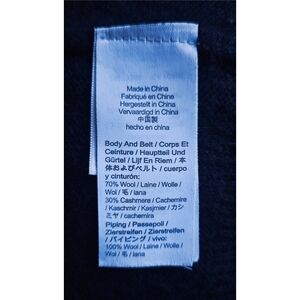 Made in China
Fabriqué en China
Hergestellt in China
Vervaardigd in China
中国製
hecho en china
Body And Belt / Corps Et
Ceinture / Hauptteil Und
Gürtel / Lijf En Riem / 本
体およびベルト / cuerpo
y cinturón:
70% Wool / Laine / Wolle /
Wol / 毛 / lana
30% Cashmere / Cachemire
/ Kaschmir / Kasjmier / カシ
ミヤ / cachemira
Piping / Passepoil /
Zierstreifen / Zierstreifen
/ パイピング / vivo:
100% Wool / Laine / Wolle /
Wol / 毛 / lana